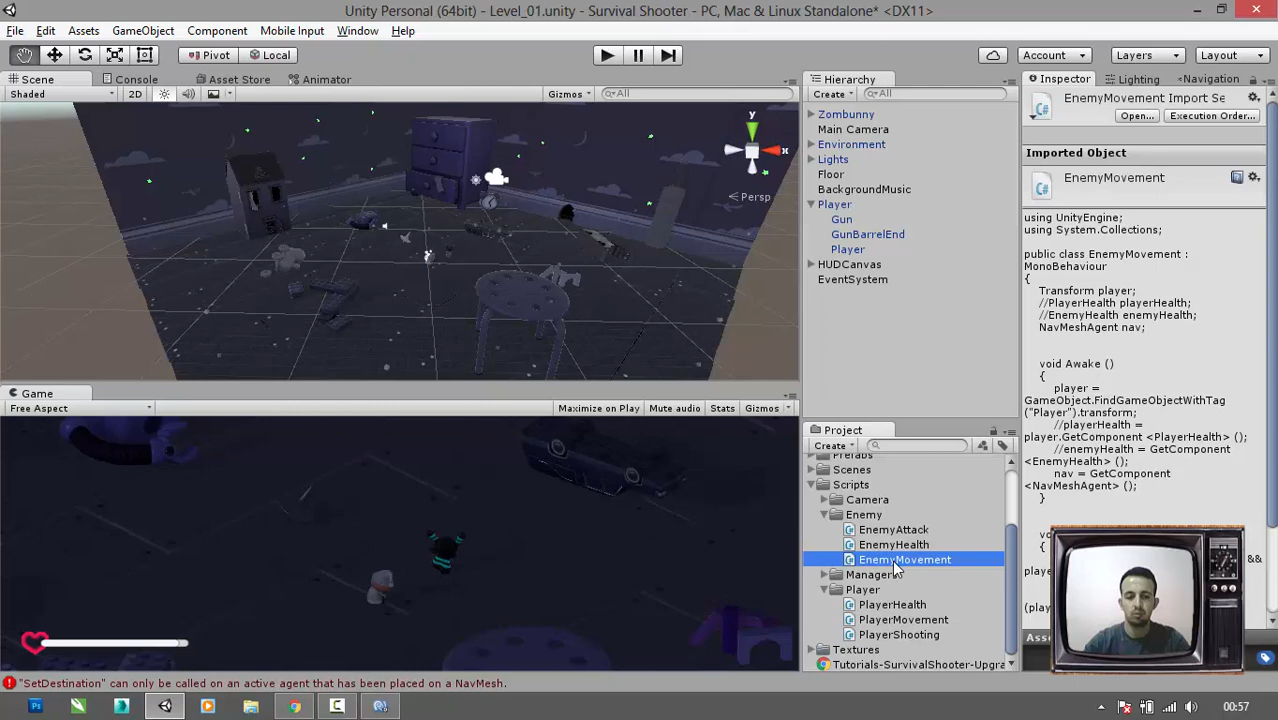 Unity Personal (64bit) - Level_01.unity - Survival Shooter - PC, Mac & Linux Standalone* <DX11>
File Edit Assets GameObject Component Mobile Input Window Help
Pivot Local Account Layers Layout
Scene Console Asset Store Animator
Shaded 2D Gizmos All
y
x
Persp
Hierarchy
Create All
Zombunny
Main Camera
Environment
Lights
Floor
BackgroundMusic
Player
Gun
GunBarrelEnd
Player
HUDCanvas
EventSystem
Inspector Lighting Navigation
EnemyMovement Import Se
Open... Execution Order...
Imported Object
EnemyMovement
using UnityEngine;
using System.Collections;
public class EnemyMovement :
MonoBehaviour
{
Transform player;
//PlayerHealth playerHealth;
//EnemyHealth enemyHealth;
NavMeshAgent nav;
void Awake ()
{
player =
GameObject.FindGameObjectWithTag
("Player").transform;
//playerHealth =
player.GetComponent <PlayerHealth> ();
//enemyHealth = GetComponent
<EnemyHealth> ();
nav = GetComponent
<NavMeshAgent> ();
}
{
&&
Game
Free Aspect Maximize on Play Mute audio Stats Gizmos
Project
Create
Prefabs
Scenes
Scripts
Camera
Enemy
EnemyAttack
EnemyHealth
EnemyMovement
Managers
Player
PlayerHealth
PlayerMovement
PlayerShooting
Textures
Tutorials-SurvivalShooter-Upgra
"SetDestination" can only be called on an active agent that has been placed on a NavMesh.
Ps
00:57